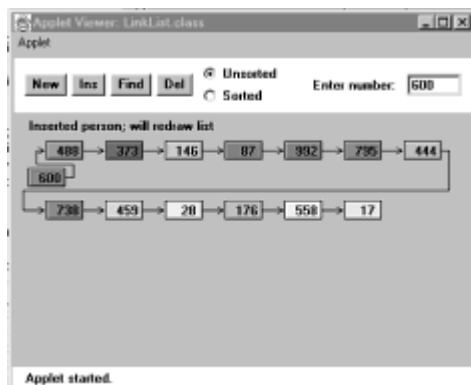 Applet Viewer: LinkList.class
Applet
New Ins Find Del Unsorted Sorted Enter number: 600
Inserted person; will redraw list
488 373 146 87 992 795 444
600
738 459 28 176 558 17
Applet started.